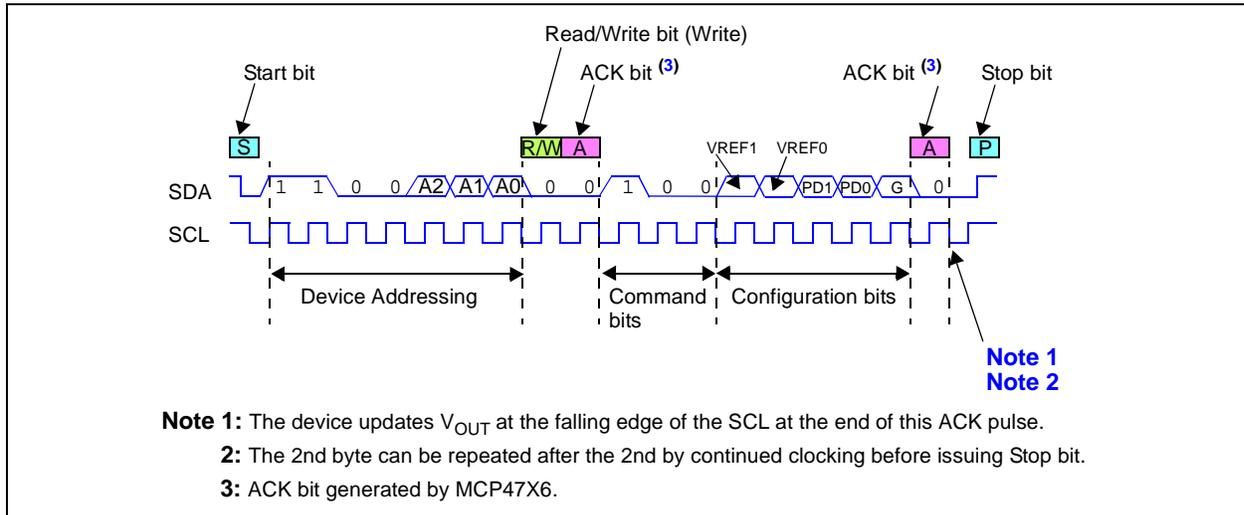 Read/Write bit (Write)
Start bit
ACK bit (3)
ACK bit (3)
Stop bit
S
R/W A
VREF1 VREF0
A
P
SDA 1 1 0 0 A2 A1 A0 0 0 1 0 0 PD1 PD0 G 0
SCL
Device Addressing
Command
bits
Configuration bits
Note 1
Note 2
Note 1: The device updates VOUT at the falling edge of the SCL at the end of this ACK pulse.
2: The 2nd byte can be repeated after the 2nd by continued clocking before issuing Stop bit.
3: ACK bit generated by MCP47X6.